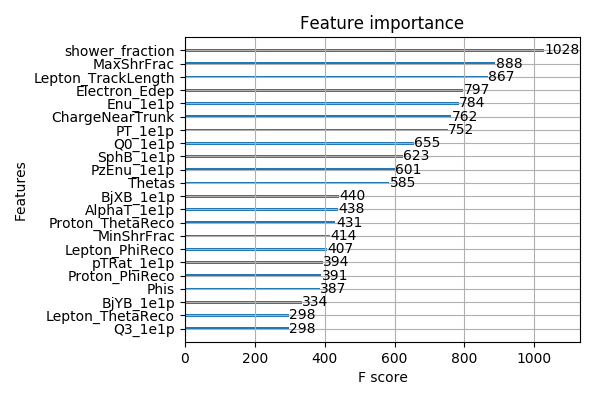 Feature importance
shower_fraction 1028
MaxShrFrac 888
Lepton_TrackLength 867
Electron_Edep 797
Enu_1e1p 784
ChargeNearTrunk 762
PT_1e1p 752
Q0_1e1p 655
SphB_1e1p 623
PzEnu_1e1p 601
Thetas 585
BjXB_1e1p 440
AlphaT_1e1p 438
Proton_ThetaReco 431
MinShrFrac 414
Lepton_PhiReco 407
pTRat_1e1p 394
Proton_PhiReco 391
Phis 387
BjYB_1e1p 334
Lepton_ThetaReco 298
Q3_1e1p 298
Features
0 200 400 600 800 1000
F score